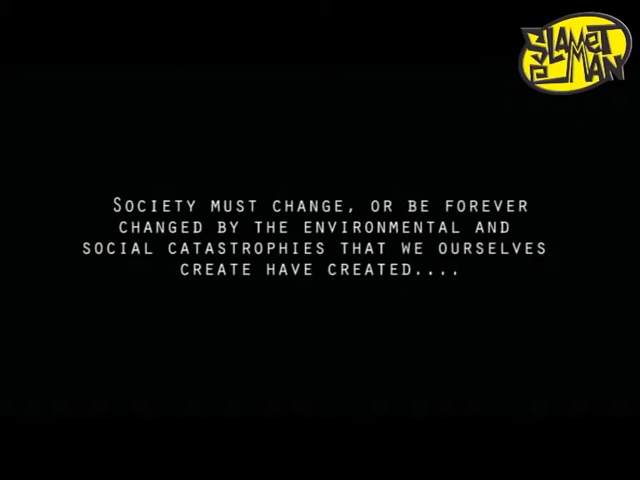 SLAMET
MAN
SOCIETY MUST CHANGE, OR BE FOREVER
CHANGED BY THE ENVIRONMENTAL AND
SOCIAL CATASTROPHIES THAT WE OURSELVES
CREATE HAVE CREATED....